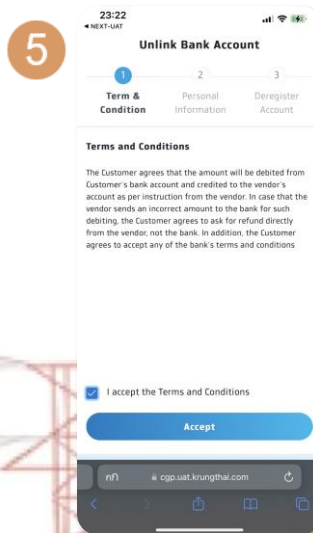 5
23:22
◀ NEXT-UAT
Unlink Bank Account
1
2
3
Term &
Condition
Personal
Information
Deregister
Account
Terms and Conditions
The Customer agrees that the amount will be debited from
Customer's bank account and credited to the vendor's
account as per instruction from the vendor. In case that the
vendor sends an incorrect amount to the bank for such
debiting, the Customer agrees to ask for refund directly
from the vendor, not the bank. In addition, the Customer
agrees to accept any of the bank's terms and conditions
I accept the Terms and Conditions
Accept
กก cgp.uat.krungthai.com